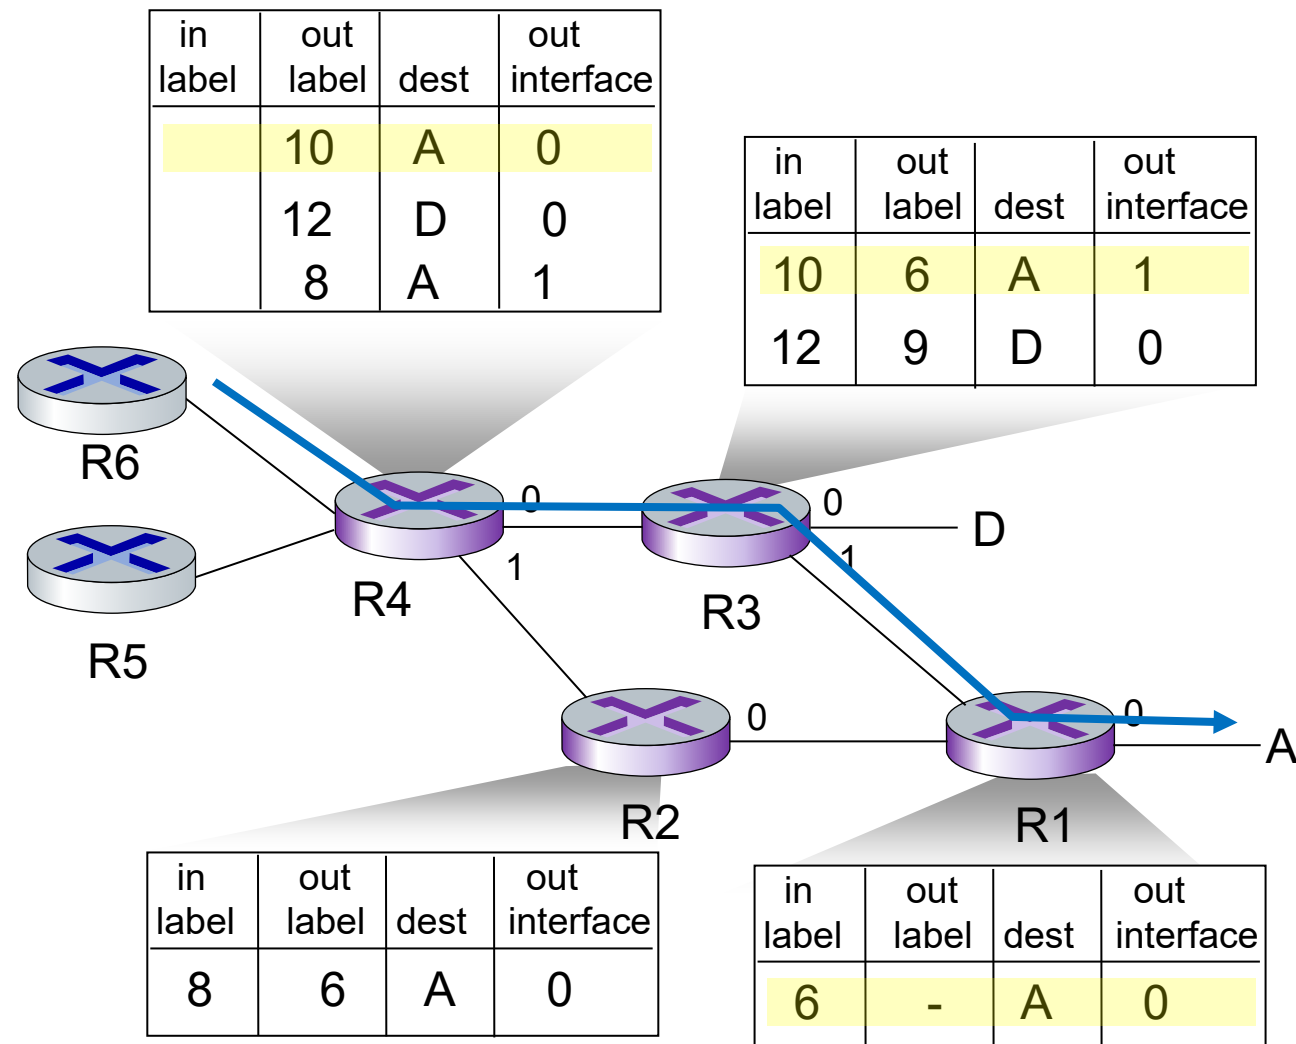 in out out
label label dest interface
10 A 0
12 D 0
8 A 1
in out out
label label dest interface
10 6 A 1
12 9 D 0
R6
0
0
D
1
1
R4
R3
R5
0
0
A
R2
R1
in out out
label label dest interface
8 6 A 0
in out out
label label dest interface
6 - A 0